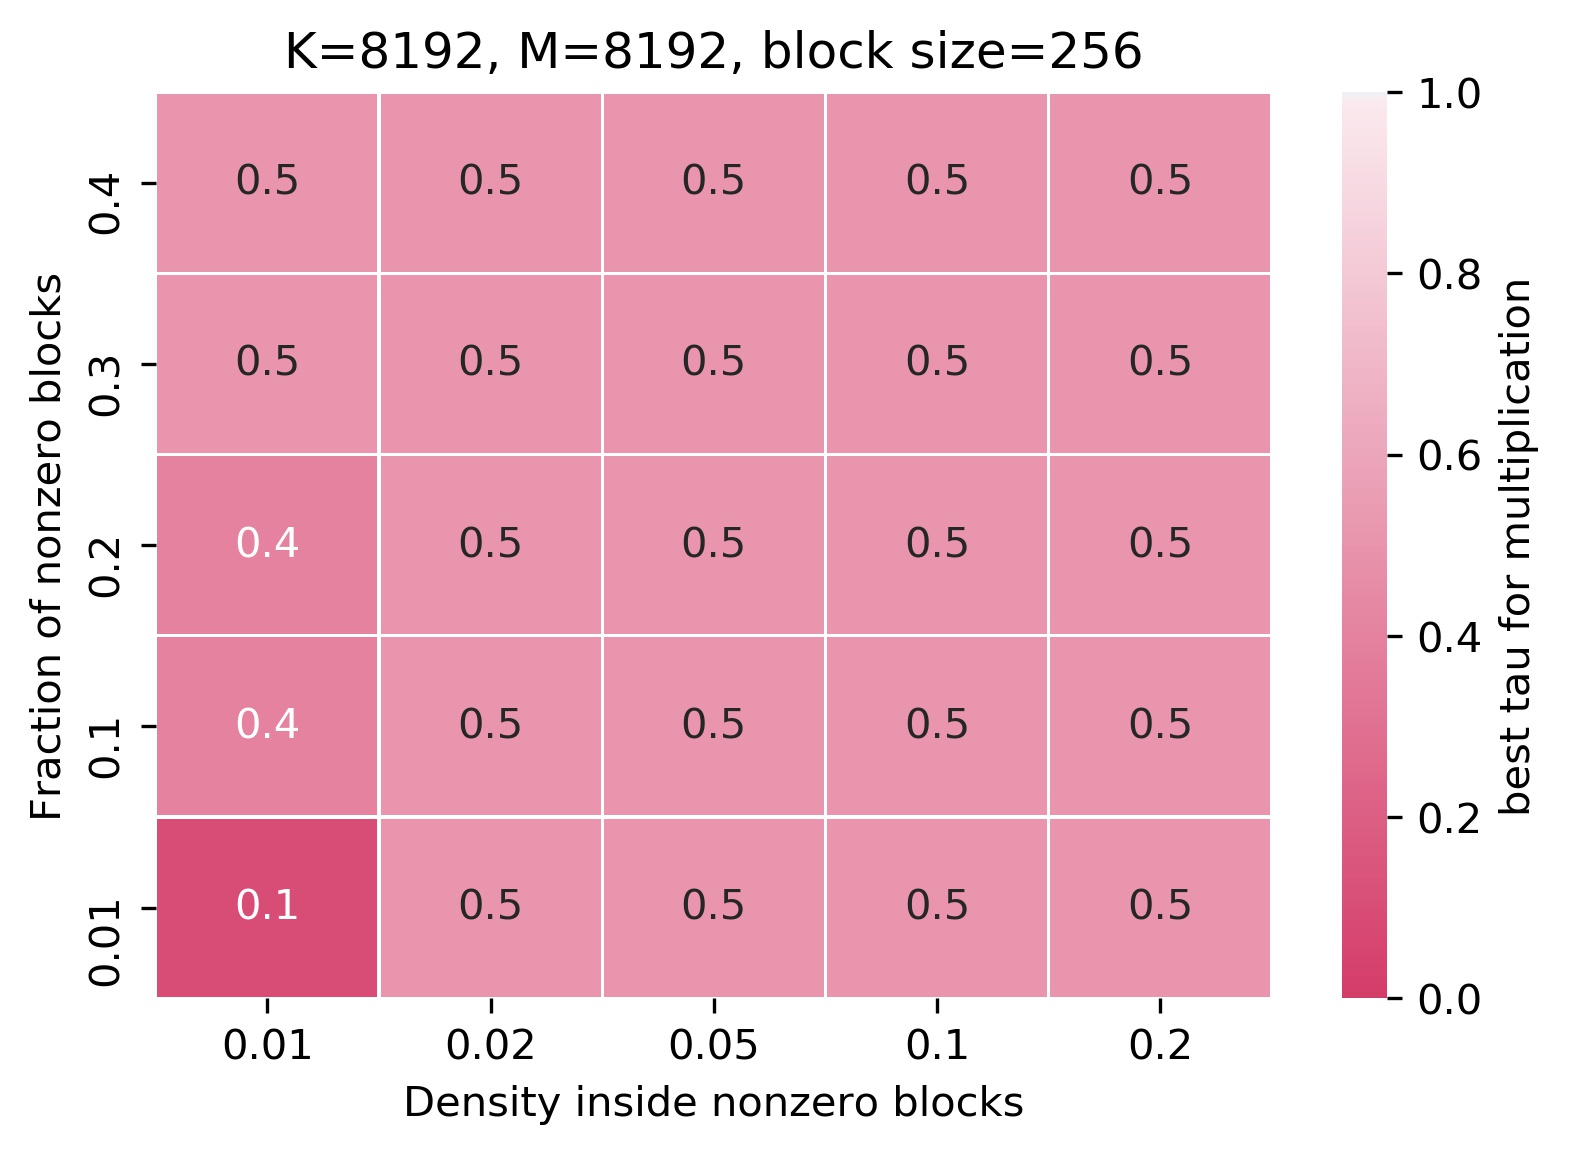 K=8192, M=8192, block size=256
Fraction of nonzero blocks
0.4 0.5 0.5 0.5 0.5 0.5
0.3 0.5 0.5 0.5 0.5 0.5
0.2 0.4 0.5 0.5 0.5 0.5
0.1 0.4 0.5 0.5 0.5 0.5
0.01 0.1 0.5 0.5 0.5 0.5
0.01 0.02 0.05 0.1 0.2
Density inside nonzero blocks
1.0
0.8
0.6
0.4
0.2
0.0
best tau for multiplication